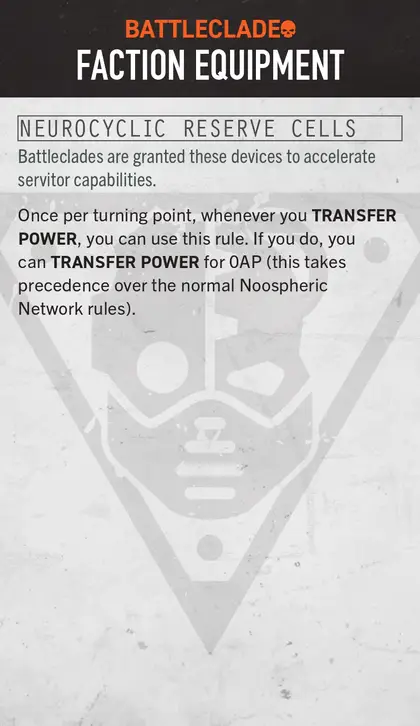 BATTLECLADE
FACTION EQUIPMENT
NEUROCYCLIC RESERVE CELLS
Battleclades are granted these devices to accelerate
servitor capabilities.
Once per turning point, whenever you TRANSFER
POWER, you can use this rule. If you do, you
can TRANSFER POWER for 0AP (this takes
precedence over the normal Noospheric
Network rules).